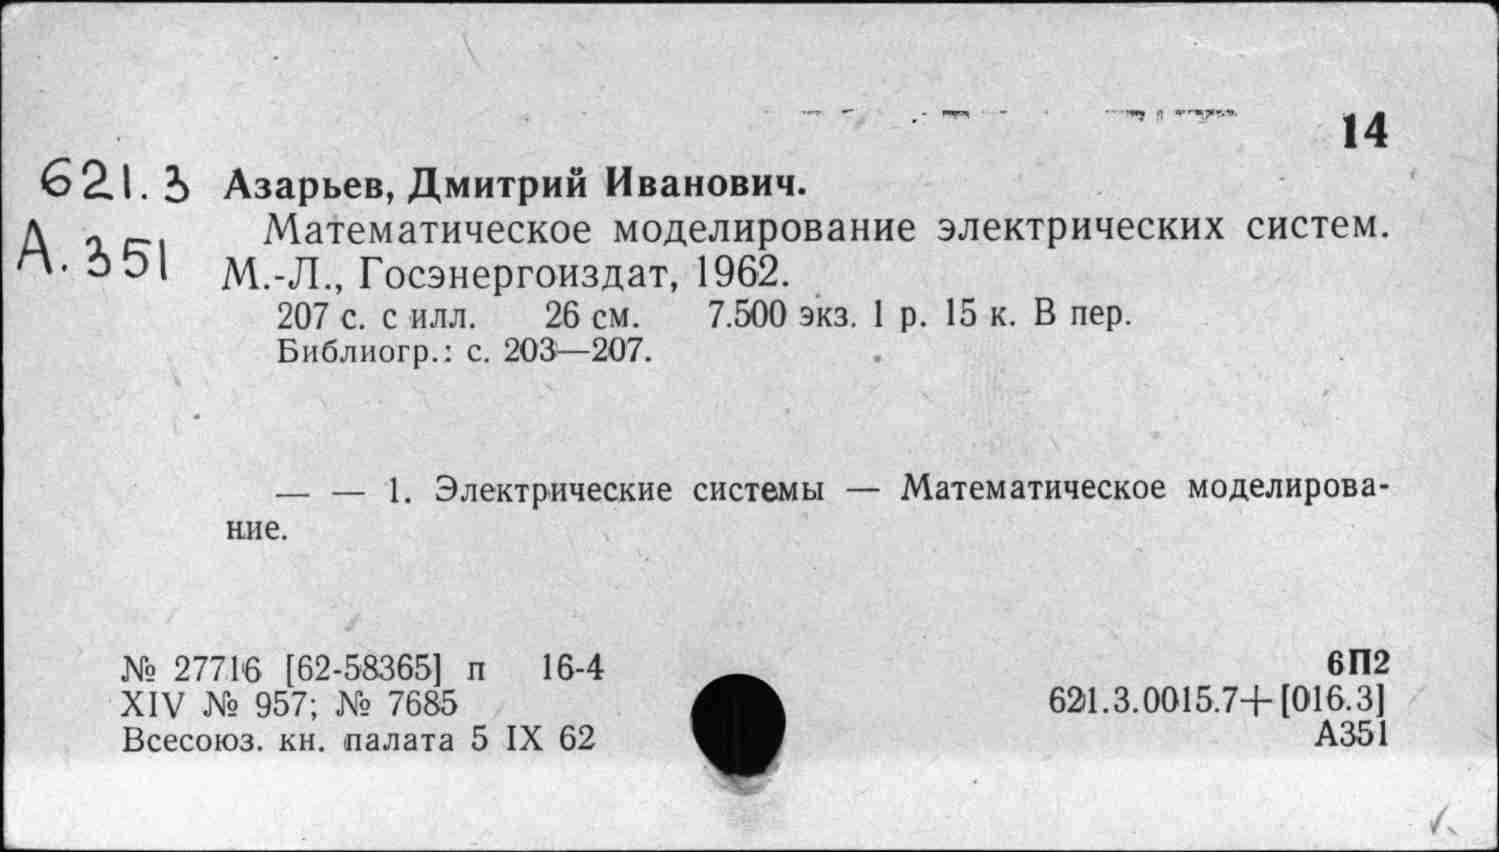 14
621.3 Азарьев, Дмитрий Иванович.
А.351 Математическое моделирование электрических систем.
М.-Л., Госэнергоиздат, 1962.
207 с. с илл. 26 см. 7.500 экз. 1 р. 15 к. В пер.
Библиогр.: с. 203—207.
— — 1. Электрические системы — Математическое моделирова-
ние.
№ 27716 [62-58365] п 16-4
XIV № 957; № 7685
Всесоюз. кн. палата 5 IX 62
6П2
621.3.0015.7+[016.3]
А351